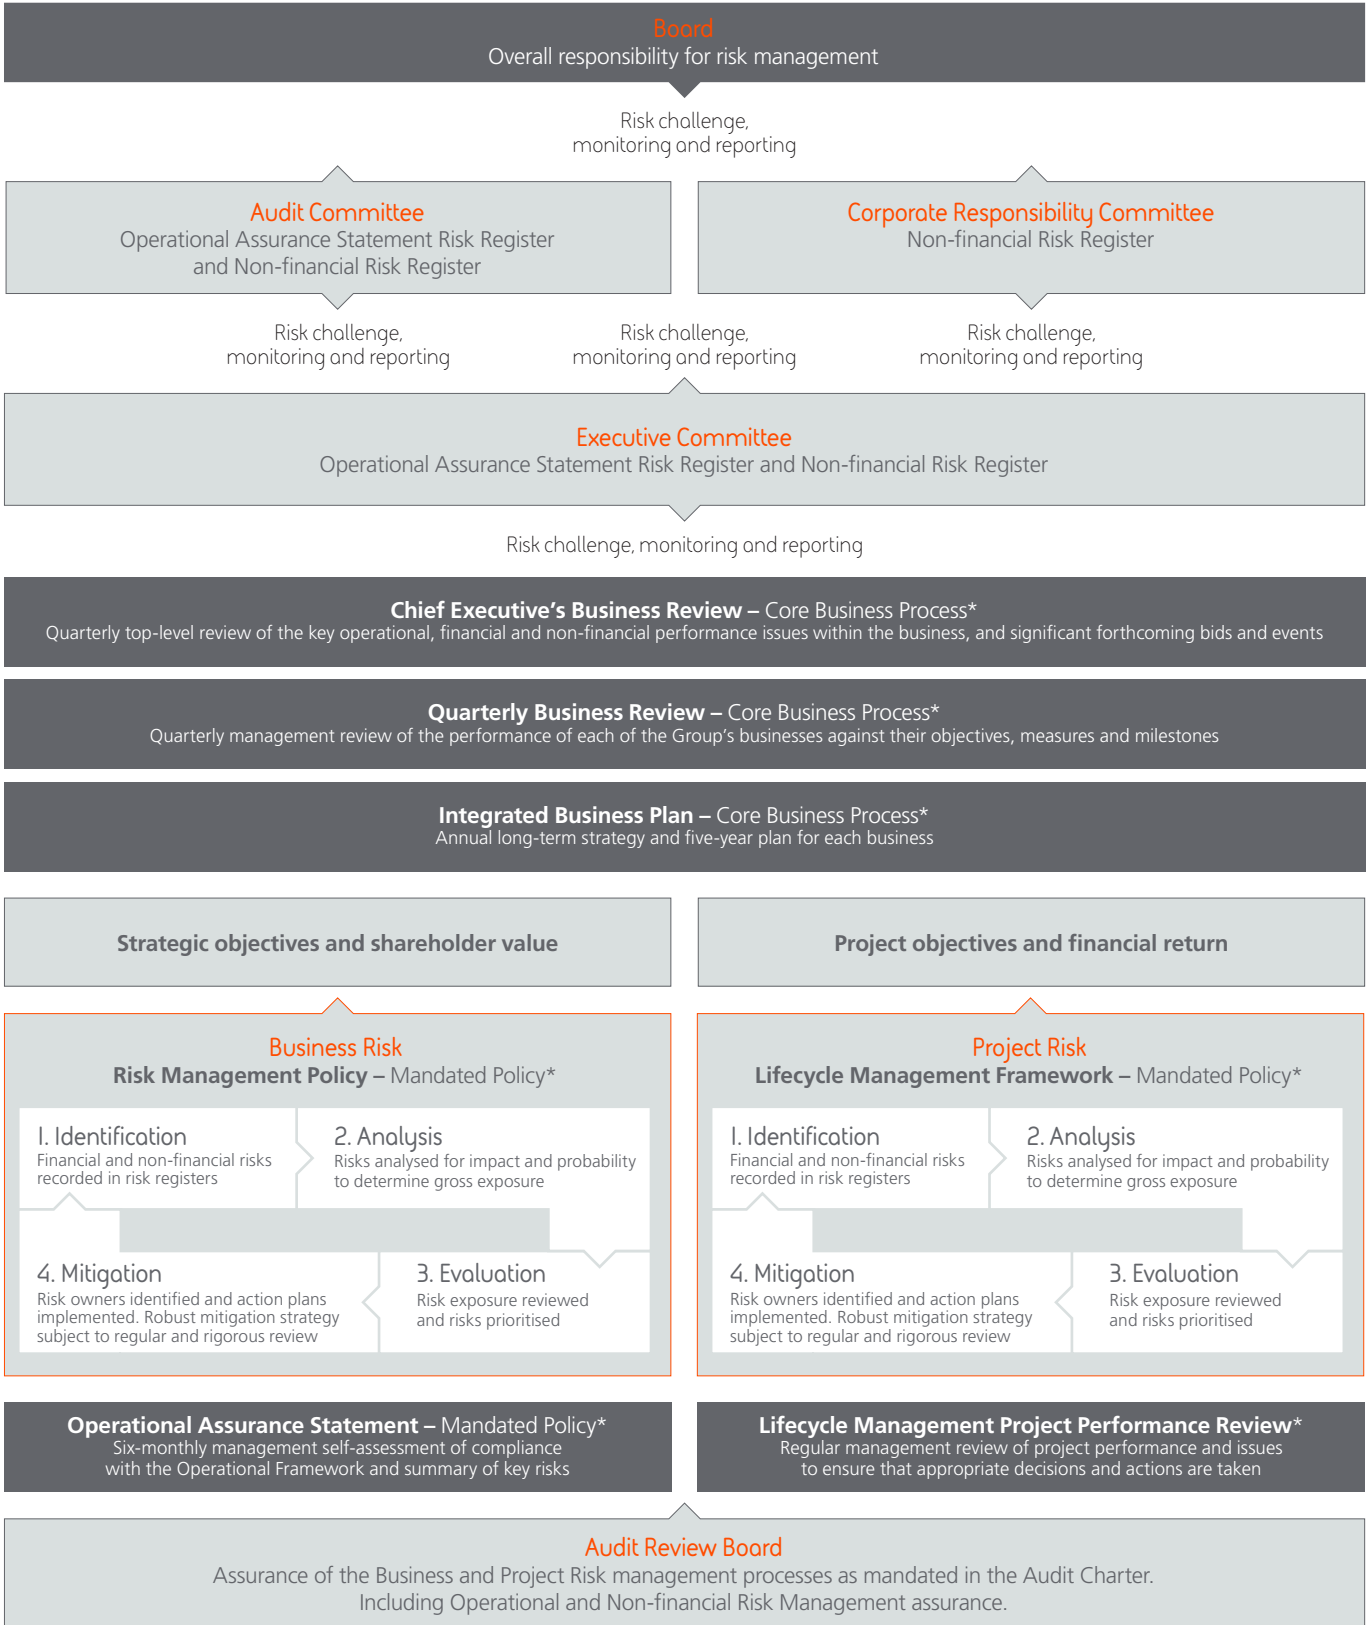 Board
Overall responsibility for risk management
Risk challenge,
monitoring and reporting
Audit Committee
Operational Assurance Statement Risk Register
and Non-financial Risk Register
Corporate Responsibility Committee
Non-financial Risk Register
Risk challenge,
monitoring and reporting
Risk challenge,
monitoring and reporting
Risk challenge,
monitoring and reporting
Executive Committee
Operational Assurance Statement Risk Register and Non-financial Risk Register
Risk challenge, monitoring and reporting
Chief Executive's Business Review – Core Business Process*
Quarterly top-level review of the key operational, financial and non-financial performance issues within the business, and significant forthcoming bids and events
Quarterly Business Review – Core Business Process*
Quarterly management review of the performance of each of the Group's businesses against their objectives, measures and milestones
Integrated Business Plan – Core Business Process*
Annual long-term strategy and five-year plan for each business
Strategic objectives and shareholder value
Project objectives and financial return
Business Risk
Risk Management Policy – Mandated Policy*
1. Identification
Financial and non-financial risks
recorded in risk registers
2. Analysis
Risks analysed for impact and probability
to determine gross exposure
4. Mitigation
Risk owners identified and action plans
implemented. Robust mitigation strategy
subject to regular and rigorous review
3. Evaluation
Risk exposure reviewed
and risks prioritised
Project Risk
Lifecycle Management Framework – Mandated Policy*
1. Identification
Financial and non-financial risks
recorded in risk registers
2. Analysis
Risks analysed for impact and probability
to determine gross exposure
4. Mitigation
Risk owners identified and action plans
implemented. Robust mitigation strategy
subject to regular and rigorous review
3. Evaluation
Risk exposure reviewed
and risks prioritised
Operational Assurance Statement – Mandated Policy*
Six-monthly management self-assessment of compliance
with the Operational Framework and summary of key risks
Lifecycle Management Project Performance Review*
Regular management review of project performance and issues
to ensure that appropriate decisions and actions are taken
Audit Review Board
Assurance of the Business and Project Risk management processes as mandated in the Audit Charter.
Including Operational and Non-financial Risk Management assurance.